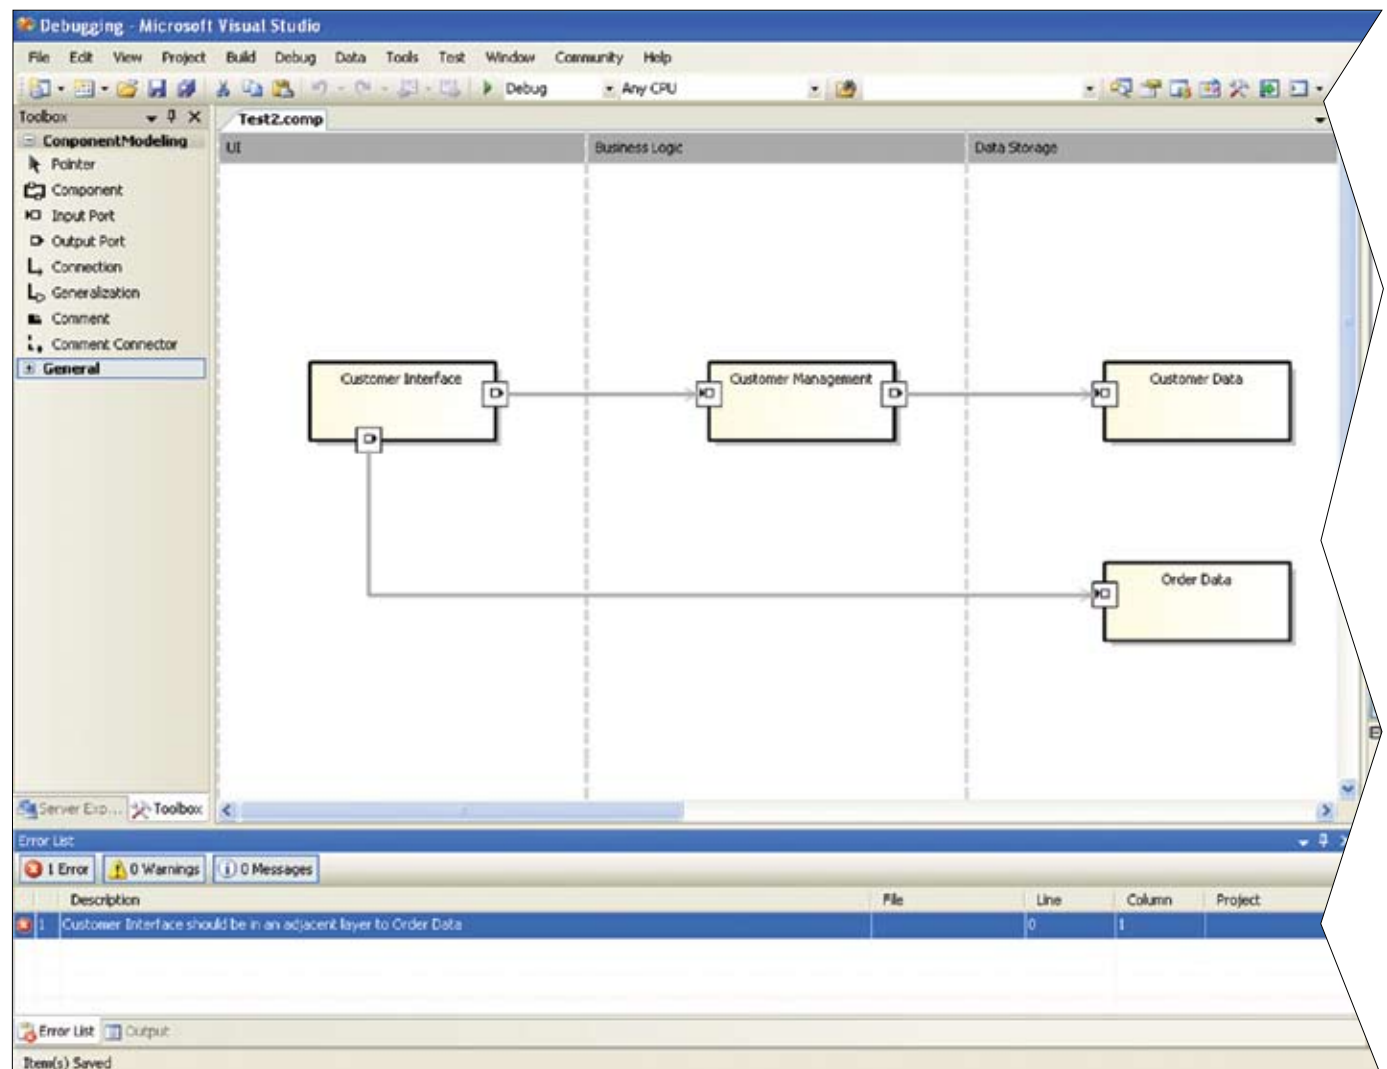 Debugging - Microsoft Visual Studio
File Edit View Project Build Debug Data Tools Test Window Community Help
Debug Any CPU
Toolbox
Test2.comp
ComponentModeling
UI Business Logic Data Storage
Pointer
Component
Input Port
Output Port
Connection
Generalization
Comment
Comment Connector
General
Customer Interface Customer Management Customer Data
Order Data
Server Exp... Toolbox
Error List
1 Error 0 Warnings 0 Messages
Description File Line Column Project
1 Customer Interface should be in an adjacent layer to Order Data 0 1
Error List Output
Item(s) Saved